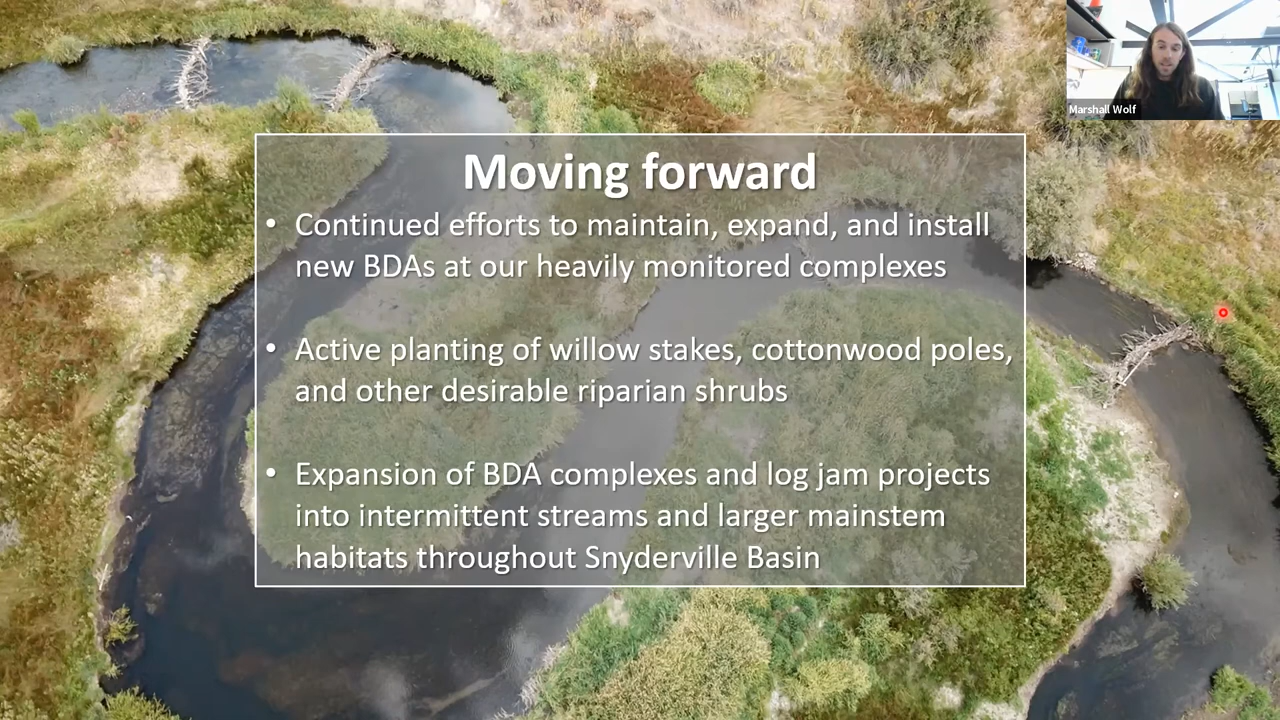 Marshall Wolf
Moving forward
• Continued efforts to maintain, expand, and install
new BDAs at our heavily monitored complexes
• Active planting of willow stakes, cottonwood poles,
and other desirable riparian shrubs
• Expansion of BDA complexes and log jam projects
into intermittent streams and larger mainstem
habitats throughout Snyderville Basin